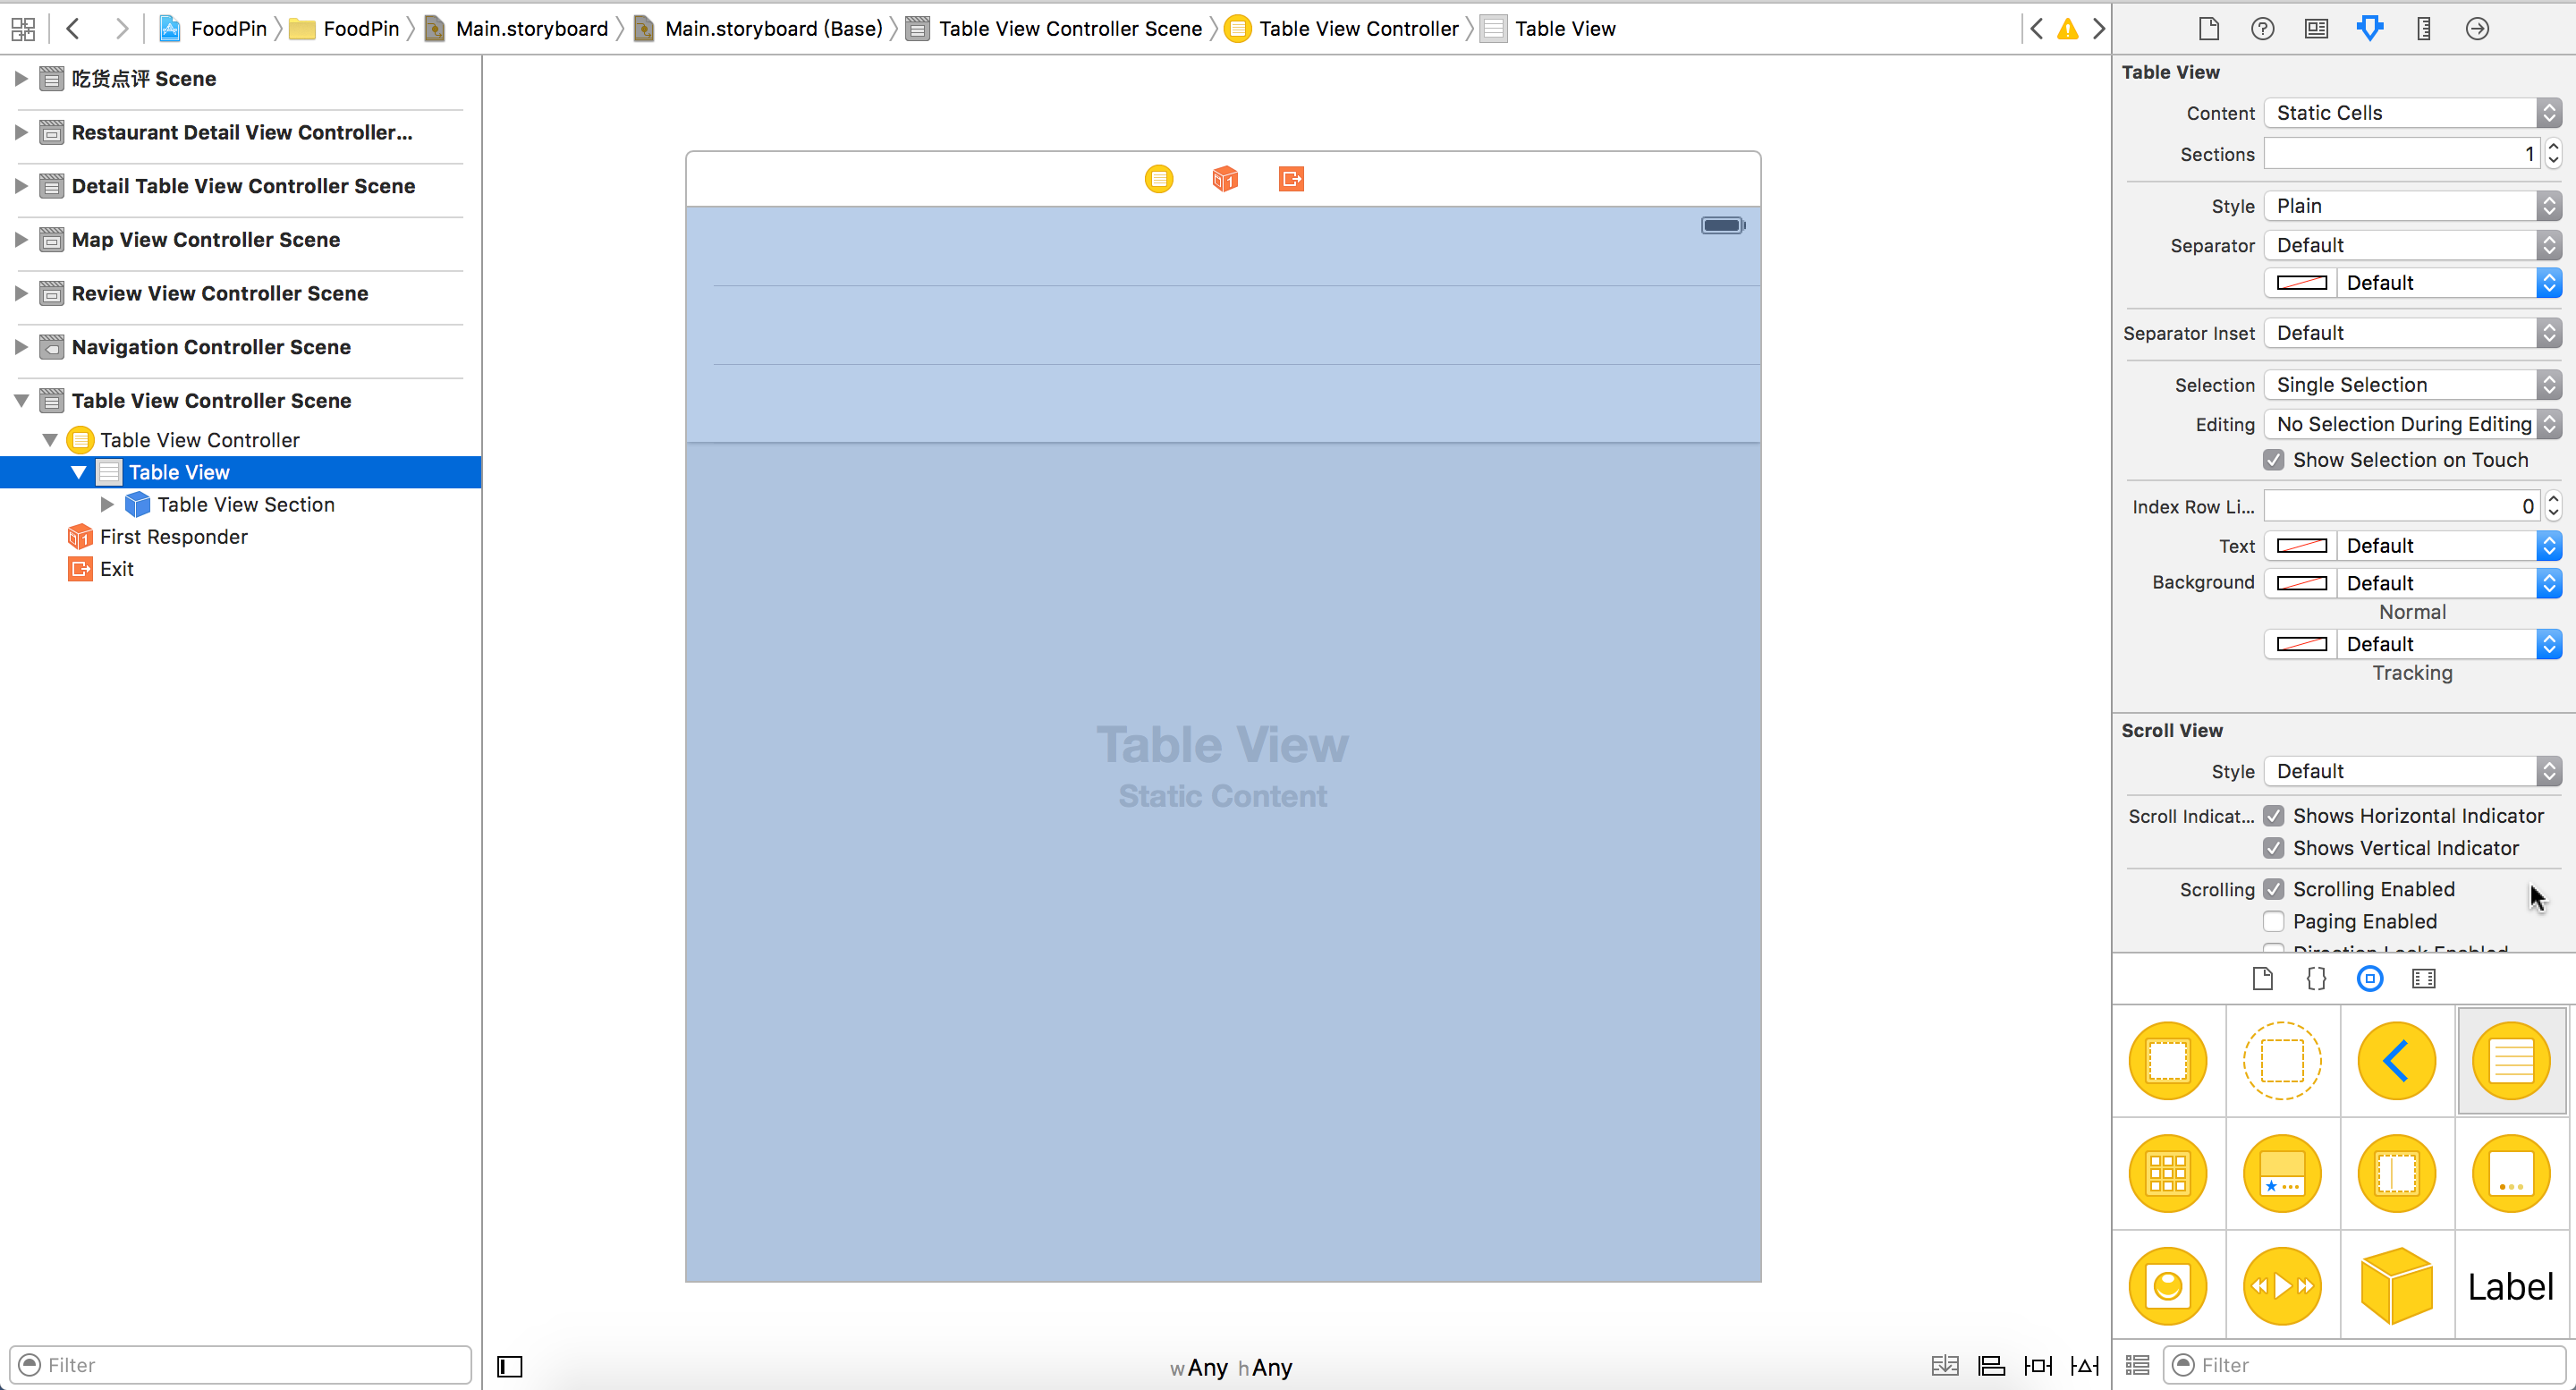 FoodPin FoodPin Main.storyboard Main.storyboard (Base) Table View Controller Scene Table View Controller Table View
吃货点评 Scene
Restaurant Detail View Controller...
Detail Table View Controller Scene
Map View Controller Scene
Review View Controller Scene
Navigation Controller Scene
Table View Controller Scene
Table View Controller
Table View
Table View Section
First Responder
Exit
Filter
Table View
Static Content
wAny hAny
Table View
Content Static Cells
Sections 1
Style Plain
Separator Default
Default
Separator Inset Default
Selection Single Selection
Editing No Selection During Editing
Show Selection on Touch
Index Row Li... 0
Text Default
Background Default
Normal
Default
Tracking
Scroll View
Style Default
Scroll Indicat... Shows Horizontal Indicator
Shows Vertical Indicator
Scrolling Scrolling Enabled
Paging Enabled
Direction Lock Enabled
Label
Filter